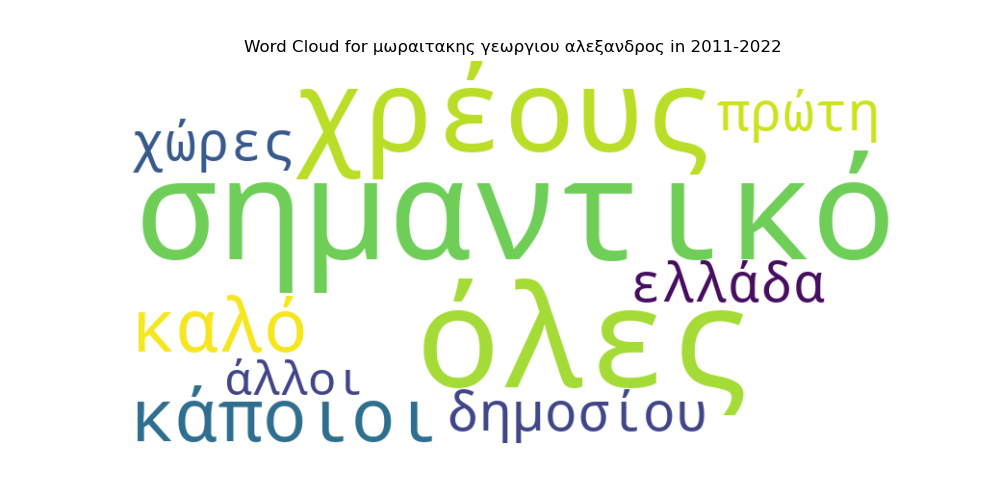 Word Cloud for μωραιτακης γεωργιου αλεξανδρος in 2011-2022
χρέους
πρώτη
χώρες
σημαντικό
ελλάδα
καλό
όλες
άλλοι
κάποιοι
δημοσίου